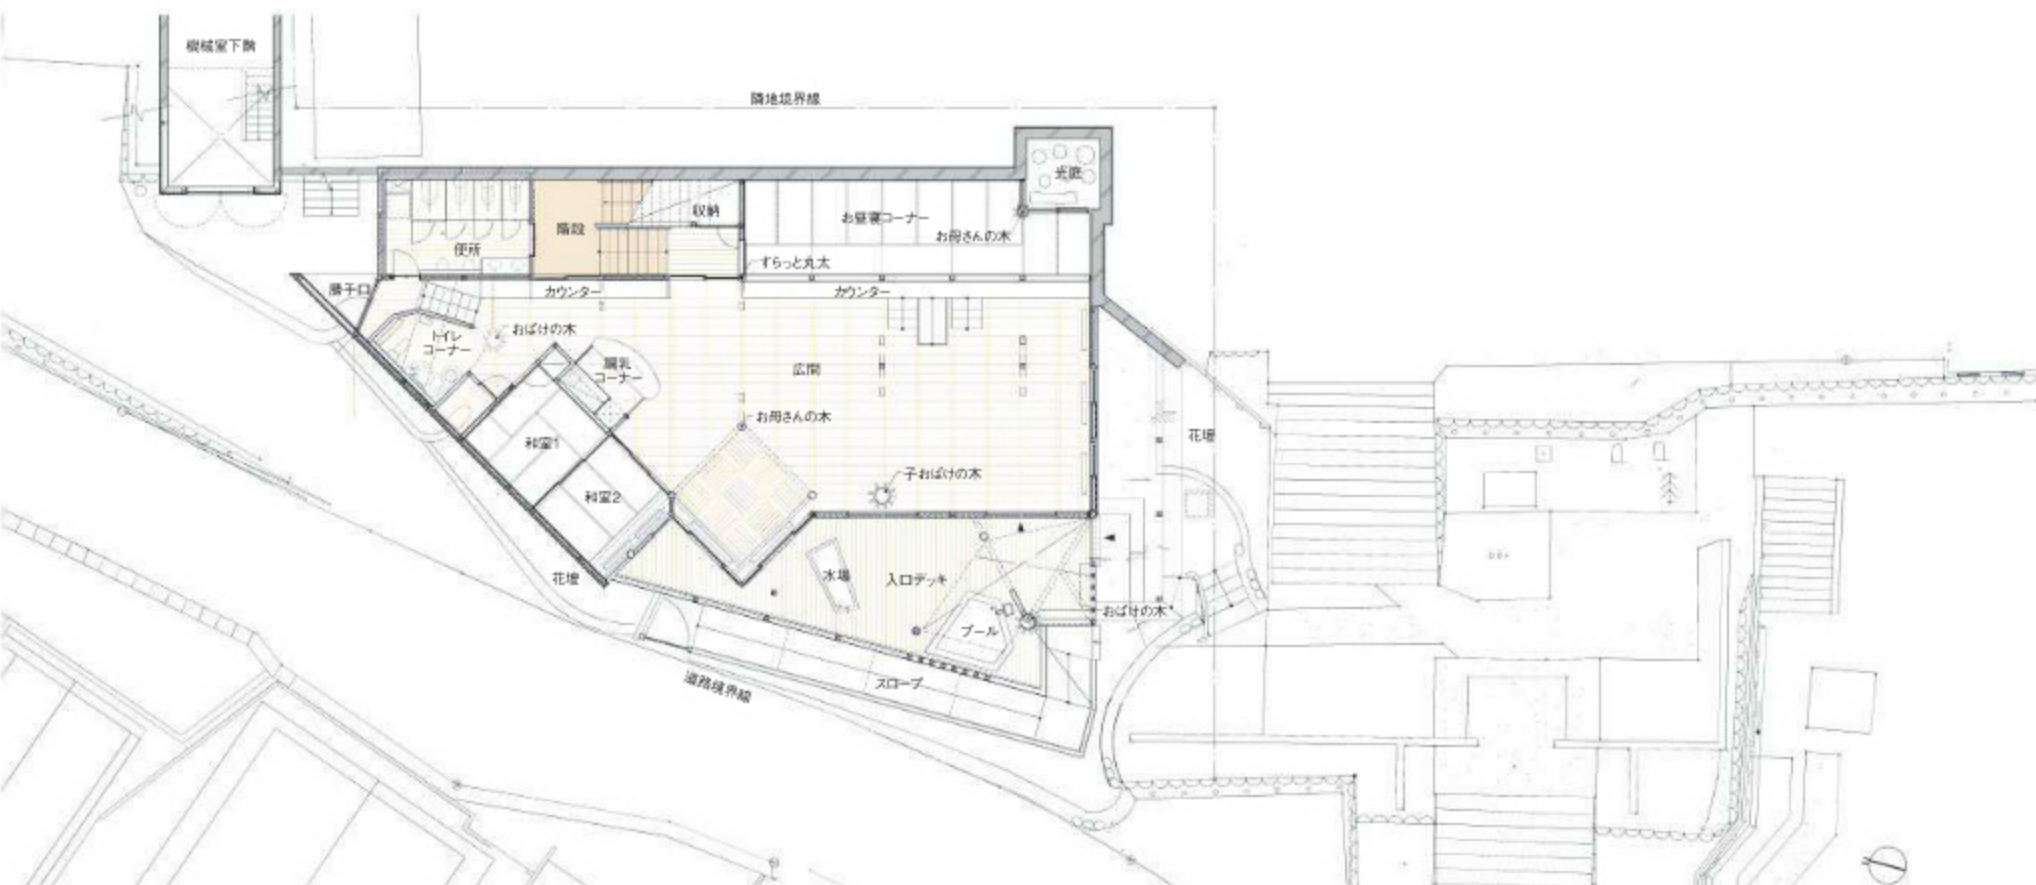 機械室下階
隣地境界線
光庭
収納
お昼寝コーナー
階段
お母さんの木
便所
すらっと丸太
勝手口
カウンター
カウンター
トイレ
コーナー
おばけの木
調乳
コーナー
広間
お母さんの木
和室1
花壇
子おばけの木
和室2
花壇
水場
入口デッキ
おばけの木
プール
スロープ
道路境界線